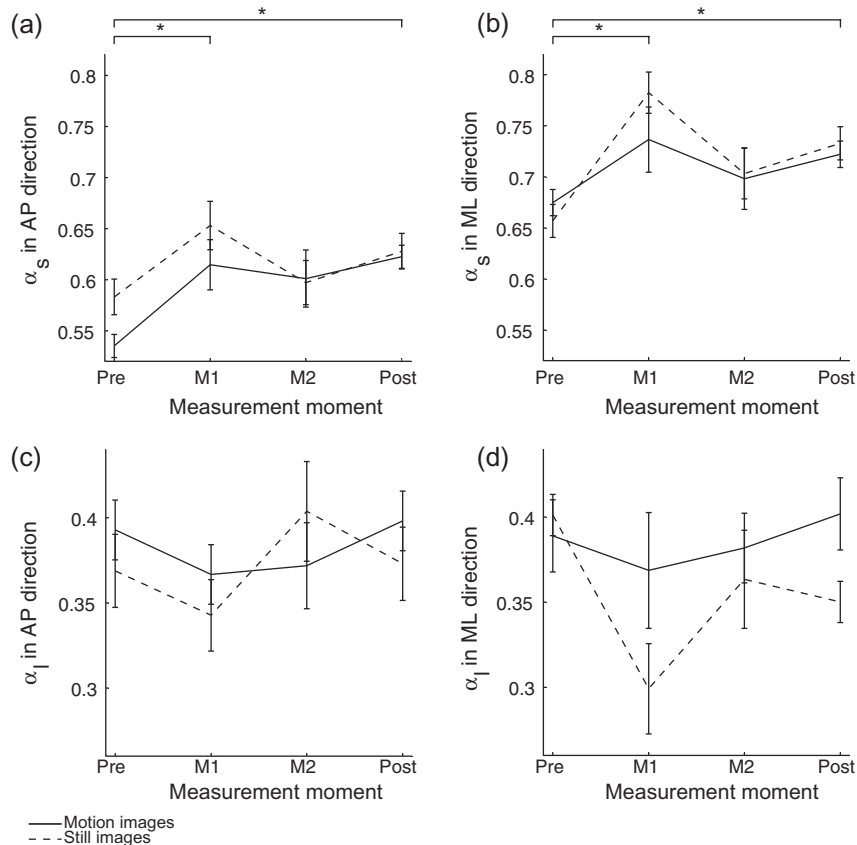 (a)
*
*
0.8
0.75
0.7
0.65
0.6
0.55
αs in AP direction
Pre M1 M2 Post
Measurement moment
(b)
*
*
0.8
0.75
0.7
0.65
0.6
0.55
αs in ML direction
Pre M1 M2 Post
Measurement moment
(c)
0.4
0.35
0.3
αl in AP direction
Pre M1 M2 Post
Measurement moment
(d)
0.4
0.35
0.3
αl in ML direction
Pre M1 M2 Post
Measurement moment
Motion images
Still images